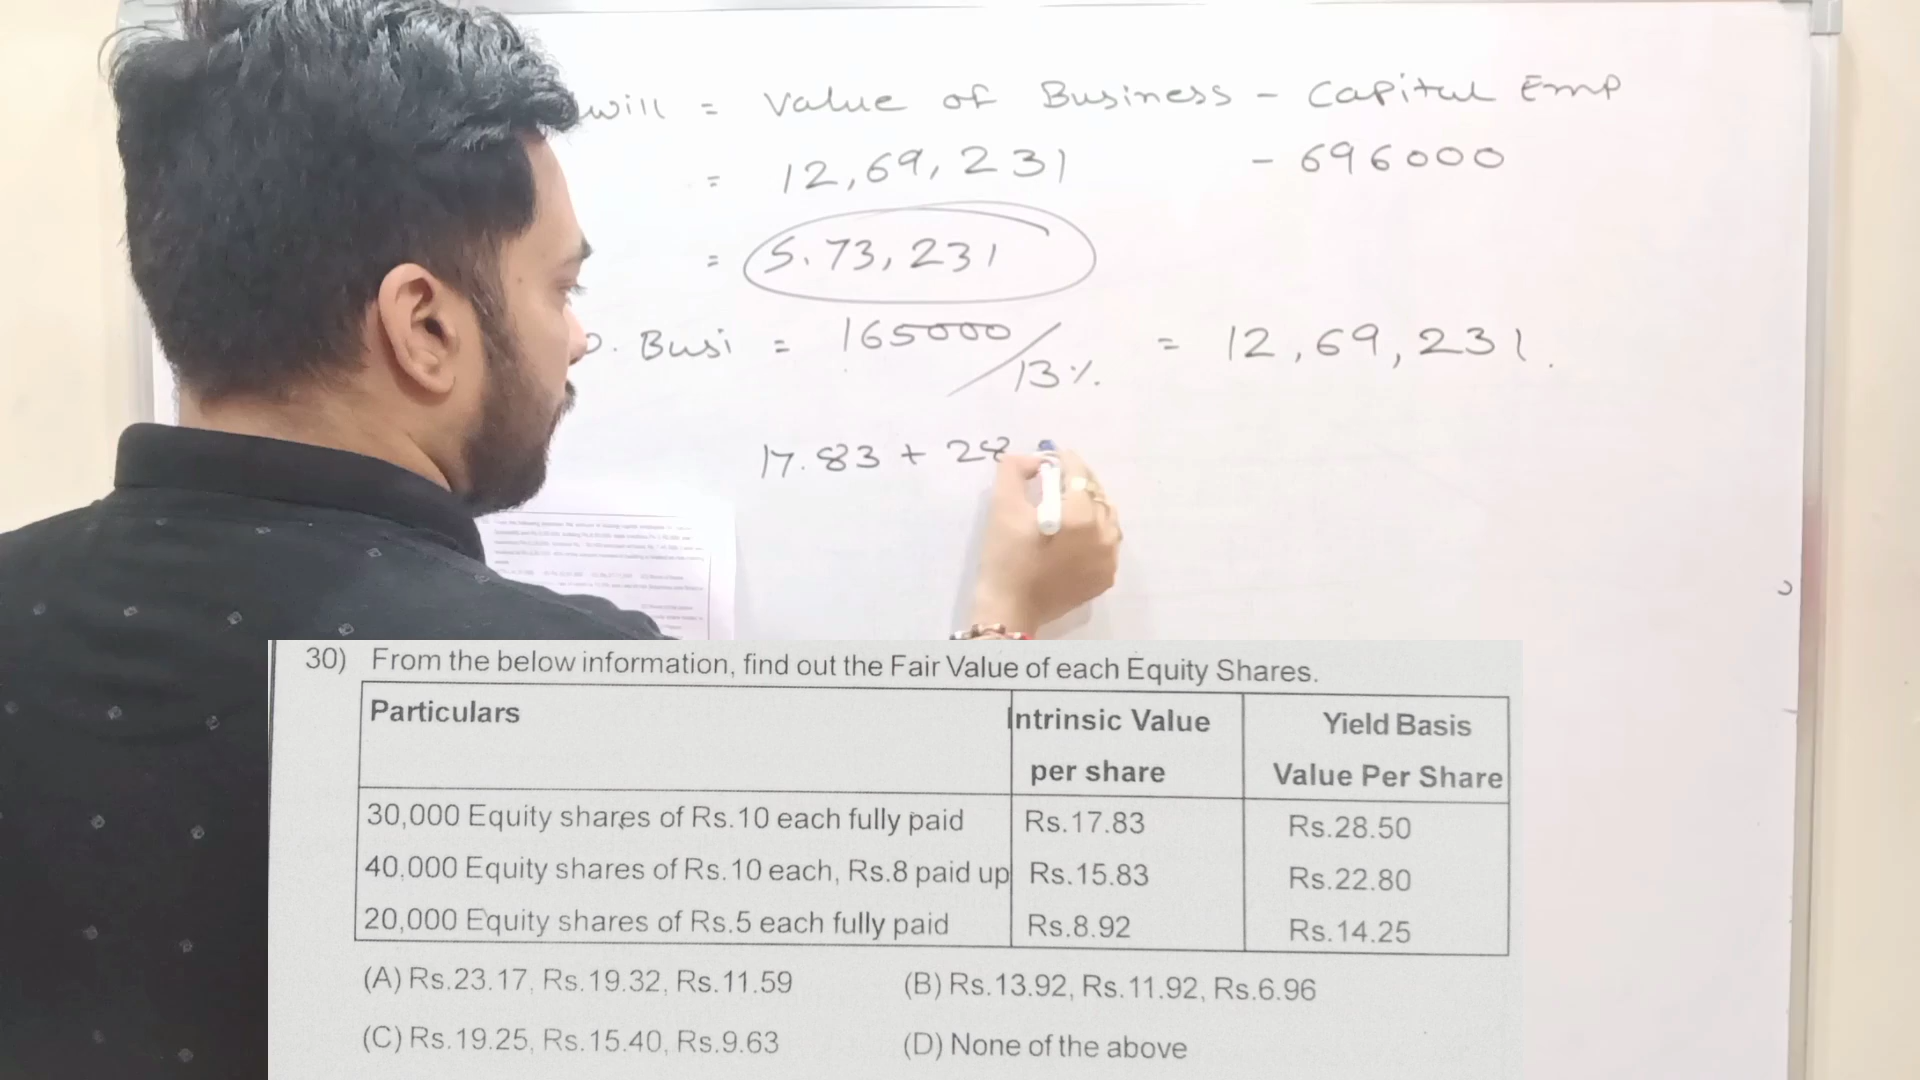 will = Value of Business - Capital Emp
= 12,69,231 - 696000
= 5.73,231
. Busi = 165000/13% = 12,69,231.
17.83 + 28
30) From the below information, find out the Fair Value of each Equity Shares.
Particulars Intrinsic Value per share Yield Basis Value Per Share
30,000 Equity shares of Rs.10 each fully paid Rs.17.83 Rs.28.50
40,000 Equity shares of Rs.10 each, Rs.8 paid up Rs.15.83 Rs.22.80
20,000 Equity shares of Rs.5 each fully paid Rs.8.92 Rs.14.25
(A) Rs.23.17, Rs.19.32, Rs.11.59 (B) Rs.13.92, Rs.11.92, Rs.6.96
(C) Rs.19.25, Rs.15.40, Rs.9.63 (D) None of the above